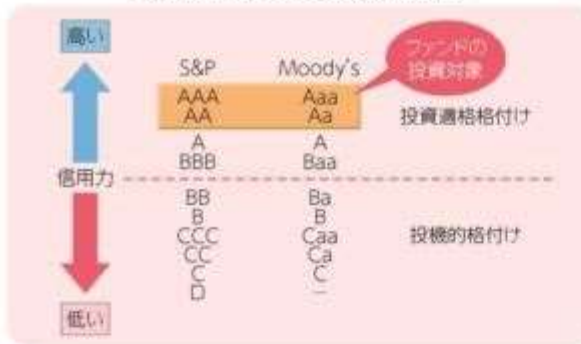 高い
ファンドの
投資対象
S&P Moody's
AAA Aaa
AA Aa
投資適格格付け
A A
BBB Baa
信用力
BB Ba
B B
CCC Caa
投機的格付け
CC Ca
C C
D −
低い